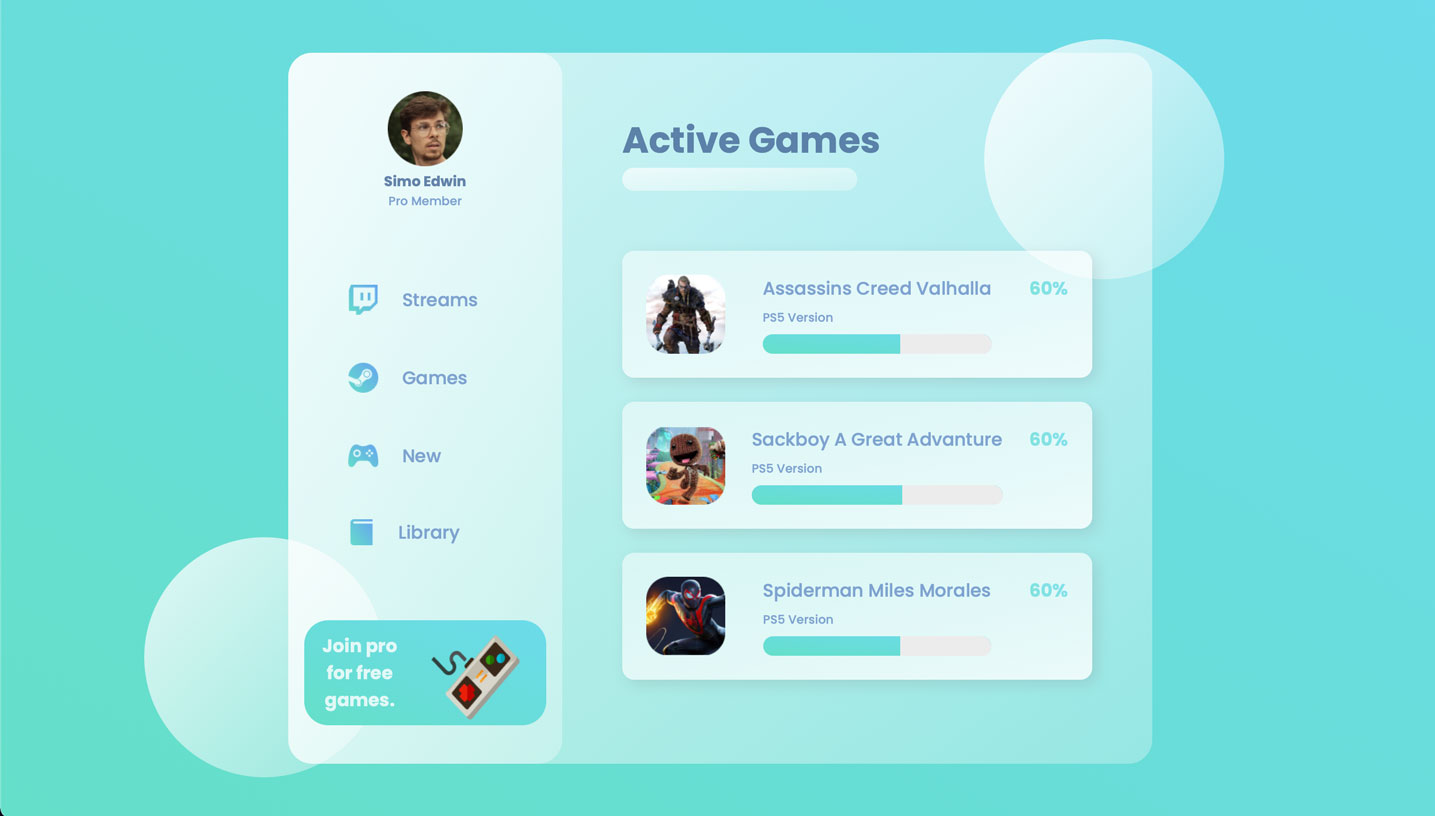 Simo Edwin
Pro Member
Streams
Games
New
Library
Join pro
for free
games.
Active Games
Assassins Creed Valhalla 60%
PS5 Version
Sackboy A Great Advanture 60%
PS5 Version
Spiderman Miles Morales 60%
PS5 Version